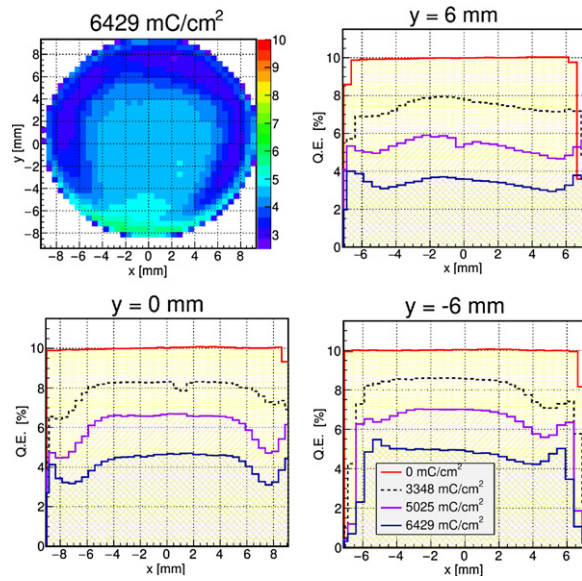 6429 mC/cm²
y [mm]
8
6
4
2
0
−2
−4
−6
−8
−8 −6 −4 −2 0 2 4 6 8
x [mm]
10
9
8
7
6
5
4
3
y = 6 mm
Q.E. [%]
10
8
6
4
2
0
−6 −4 −2 0 2 4 6
x [mm]
y = 0 mm
Q.E. [%]
10
8
6
4
2
0
−8 −6 −4 −2 0 2 4 6 8
x [mm]
y = -6 mm
Q.E. [%]
10
8
6
4
2
0
−6 −4 −2 0 2 4 6
x [mm]
0 mC/cm²
3348 mC/cm²
5025 mC/cm²
6429 mC/cm²